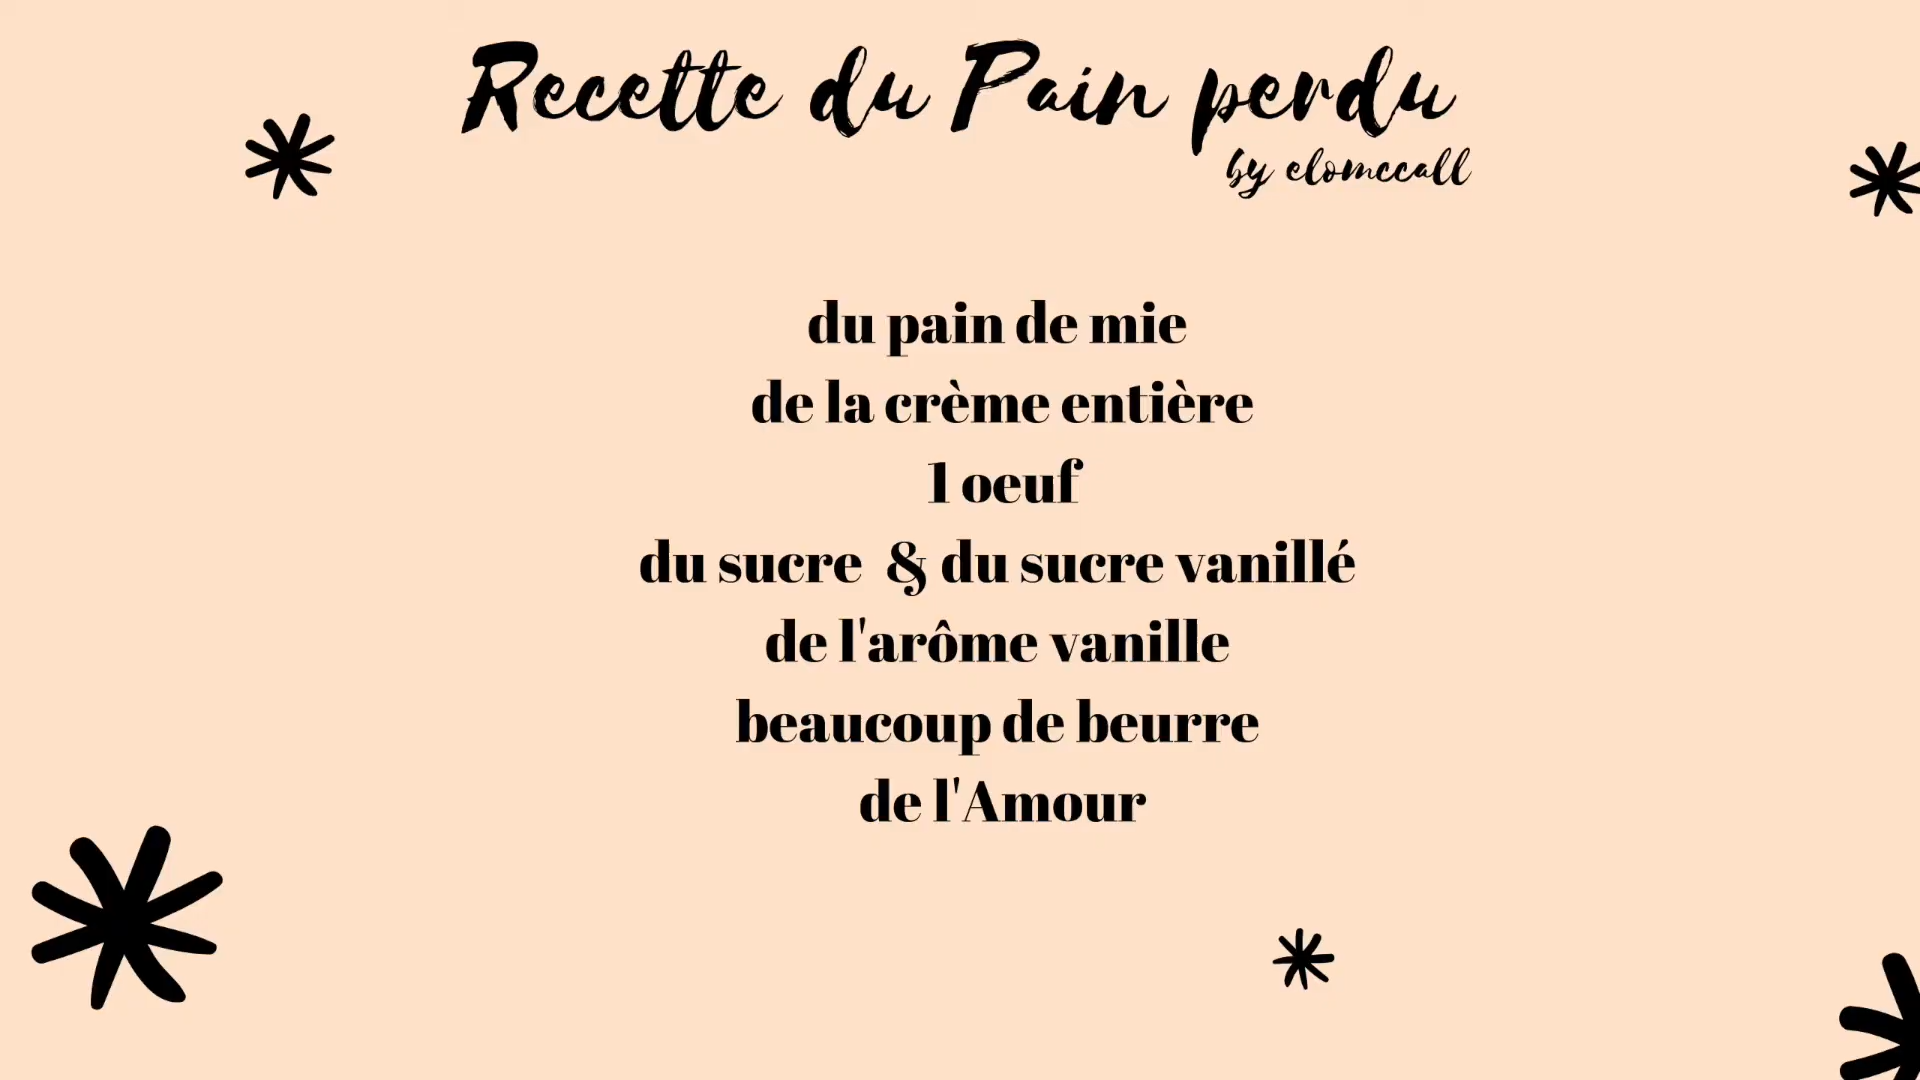 Recette du Pain perdu
by elomccall
du pain de mie
de la crème entière
1 oeuf
du sucre & du sucre vanillé
de l'arôme vanille
beaucoup de beurre
de l'Amour